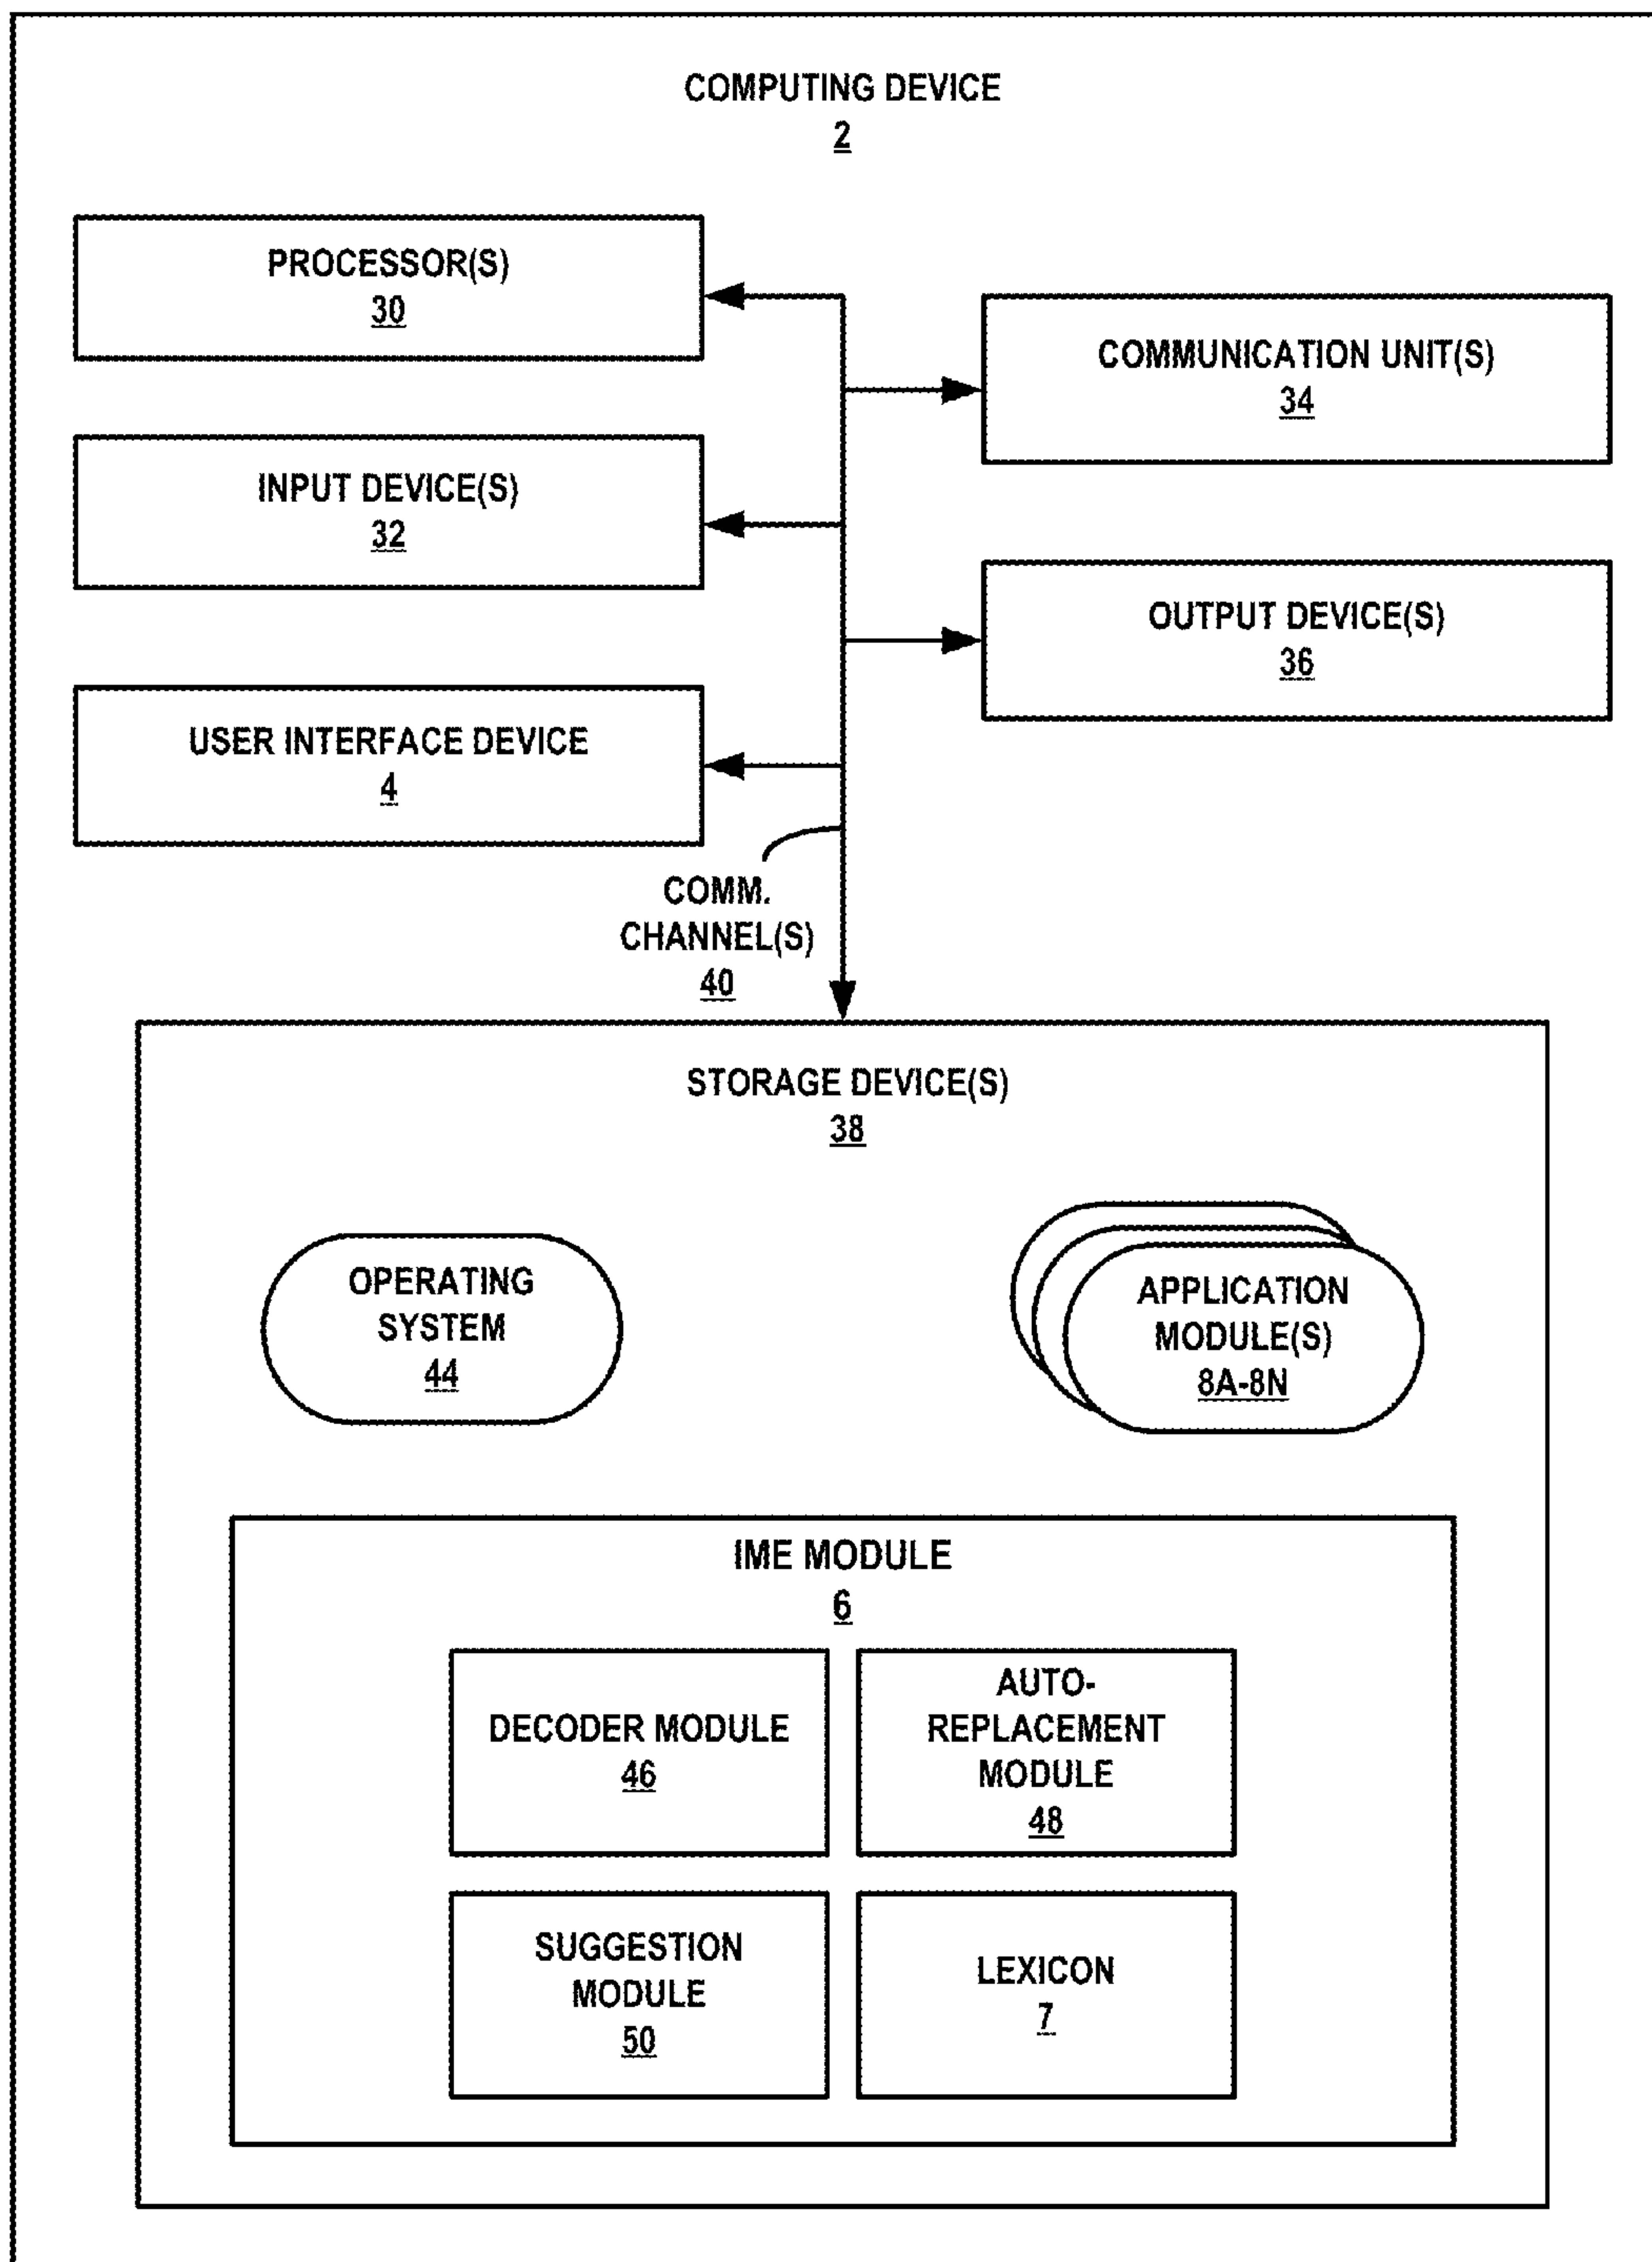 COMPUTING DEVICE
2
PROCESSOR(S)
30
COMMUNICATION UNIT(S)
34
INPUT DEVICE(S)
32
OUTPUT DEVICE(S)
36
USER INTERFACE DEVICE
4
COMM.
CHANNEL(S)
40
STORAGE DEVICE(S)
38
OPERATING
SYSTEM
44
APPLICATION
MODULE(S)
8A-8N
IME MODULE
6
DECODER MODULE
46
AUTO-
REPLACEMENT
MODULE
48
SUGGESTION
MODULE
50
LEXICON
7